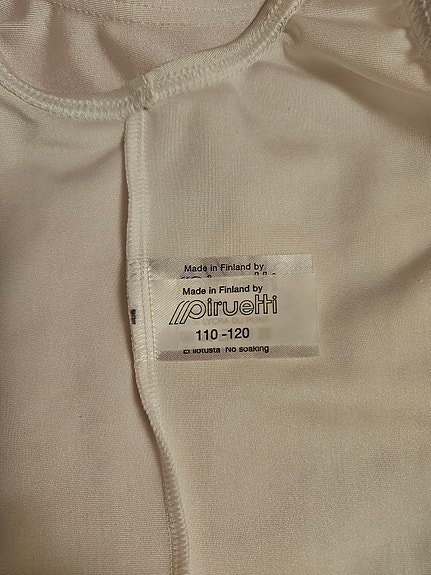 Made in Finland by
Made in Finland by
piruetti
110 -120
Ei liotusta No soaking